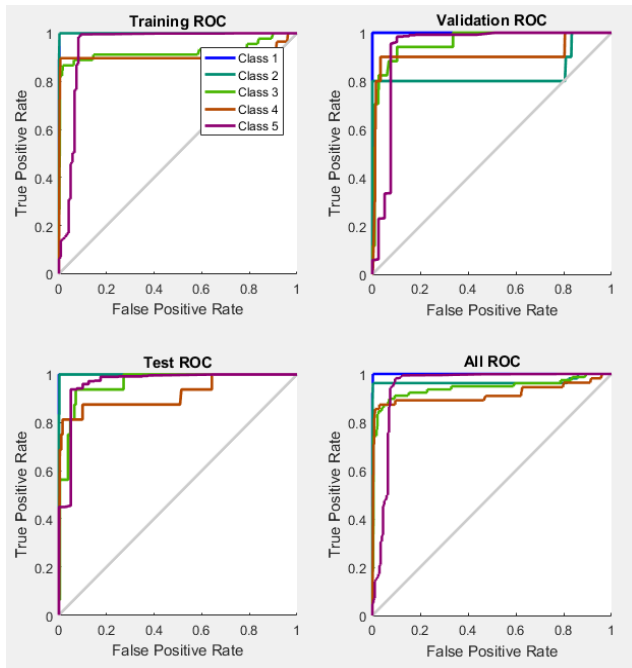 Training ROC
1
0.8
0.6
0.4
0.2
0
True Positive Rate
Class 1
Class 2
Class 3
Class 4
Class 5
0 0.2 0.4 0.6 0.8 1
False Positive Rate
Validation ROC
1
0.8
0.6
0.4
0.2
0
True Positive Rate
0 0.2 0.4 0.6 0.8 1
False Positive Rate
Test ROC
1
0.8
0.6
0.4
0.2
0
True Positive Rate
0 0.2 0.4 0.6 0.8 1
False Positive Rate
All ROC
1
0.8
0.6
0.4
0.2
0
True Positive Rate
0 0.2 0.4 0.6 0.8 1
False Positive Rate